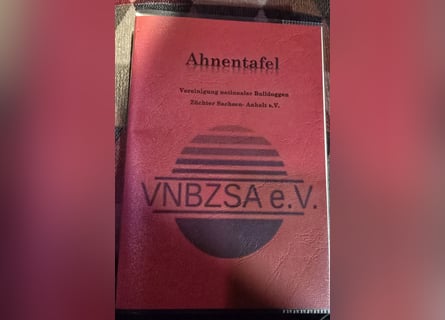 Ahnentafel
Vereinigung nationaler Bulldoggen
Züchter Sachsen- Anhalt e.V.
VNBZSA e.V.